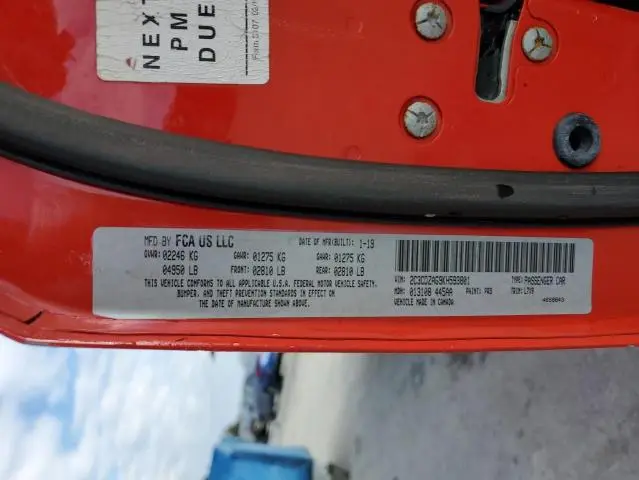 NEXT
PM
DUE
MFD BY FCA US LLC
DATE OF MFR(BUILT): 1-19
GVWR: 02246 KG GAWR: 01275 KG GAWR: 01275 KG
04950 LB FRONT: 02810 LB REAR: 02810 LB
THIS VEHICLE CONFORMS TO ALL APPLICABLE U.S.A. FEDERAL MOTOR VEHICLE SAFETY,
BUMPER, AND THEFT PREVENTION STANDARDS IN EFFECT ON
THE DATE OF MANUFACTURE SHOWN ABOVE.
VIN: 2C3CDZAG9KH593801 TYPE: PASSENGER CAR
MDH: 013108 445AA PAINT: PR3 TRIM: L7X9
VEHICLE MADE IN CANADA